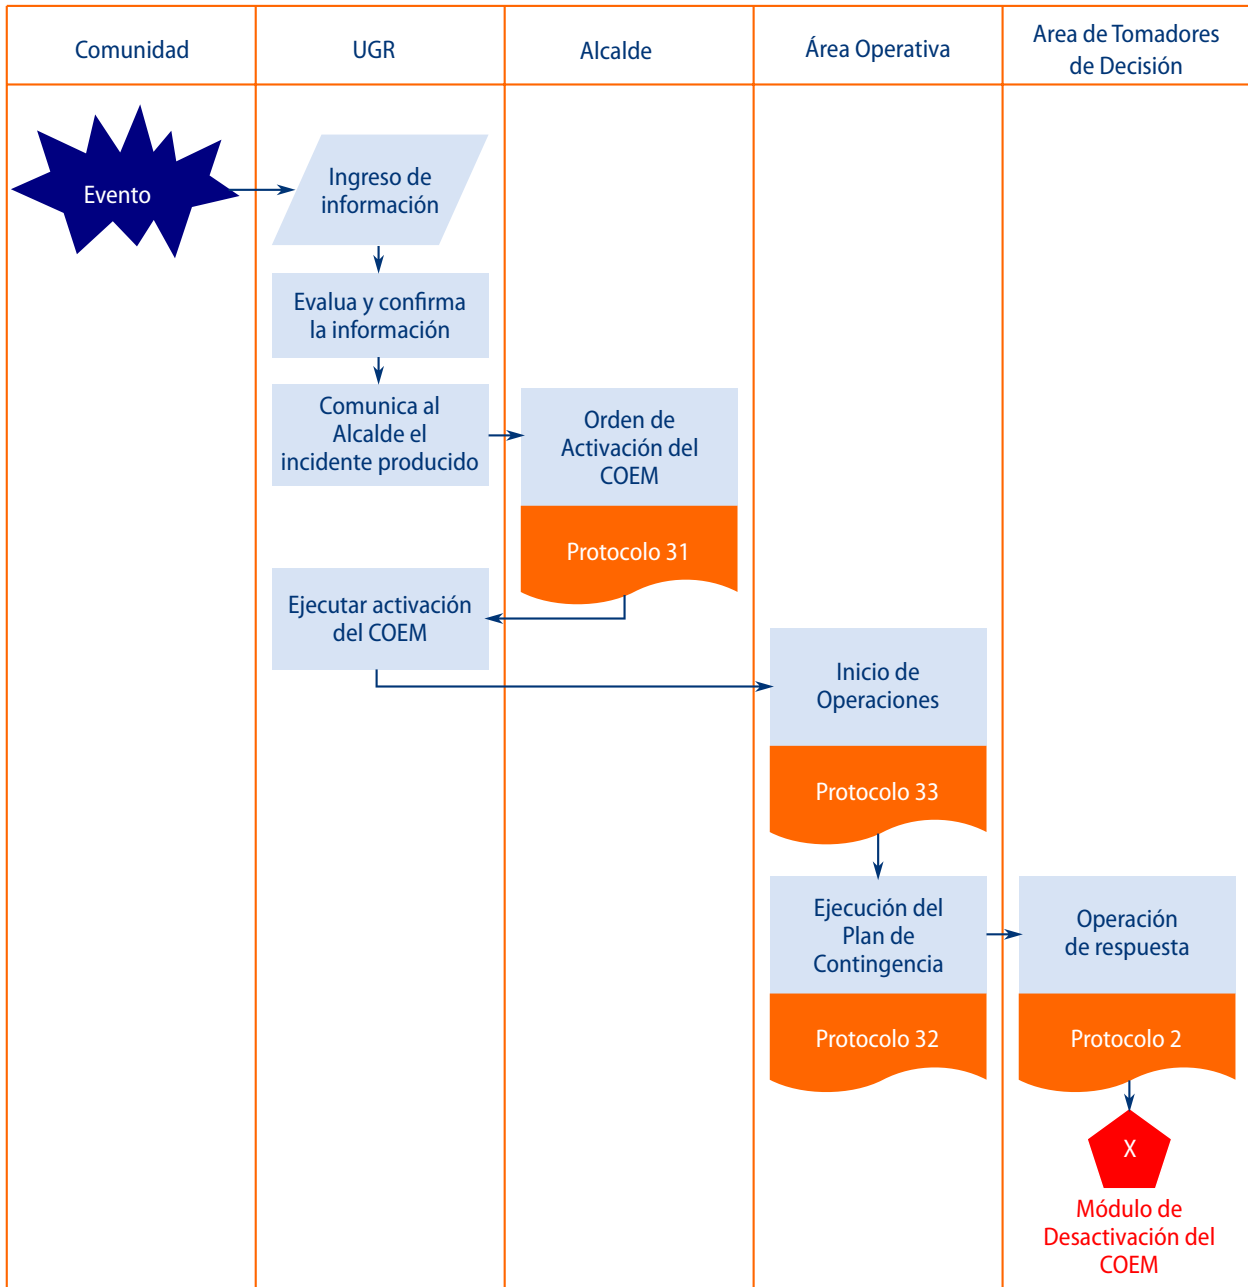 Comunidad
UGR
Alcalde
Área Operativa
Area de Tomadores
de Decisión
Evento
Ingreso de
información
Evalua y confirma
la información
Comunica al
Alcalde el
incidente producido
Orden de
Activación del
COEM
Protocolo 31
Ejecutar activación
del COEM
Inicio de
Operaciones
Protocolo 33
Ejecución del
Plan de
Contingencia
Protocolo 32
Operación
de respuesta
Protocolo 2
X
Módulo de
Desactivación del
COEM